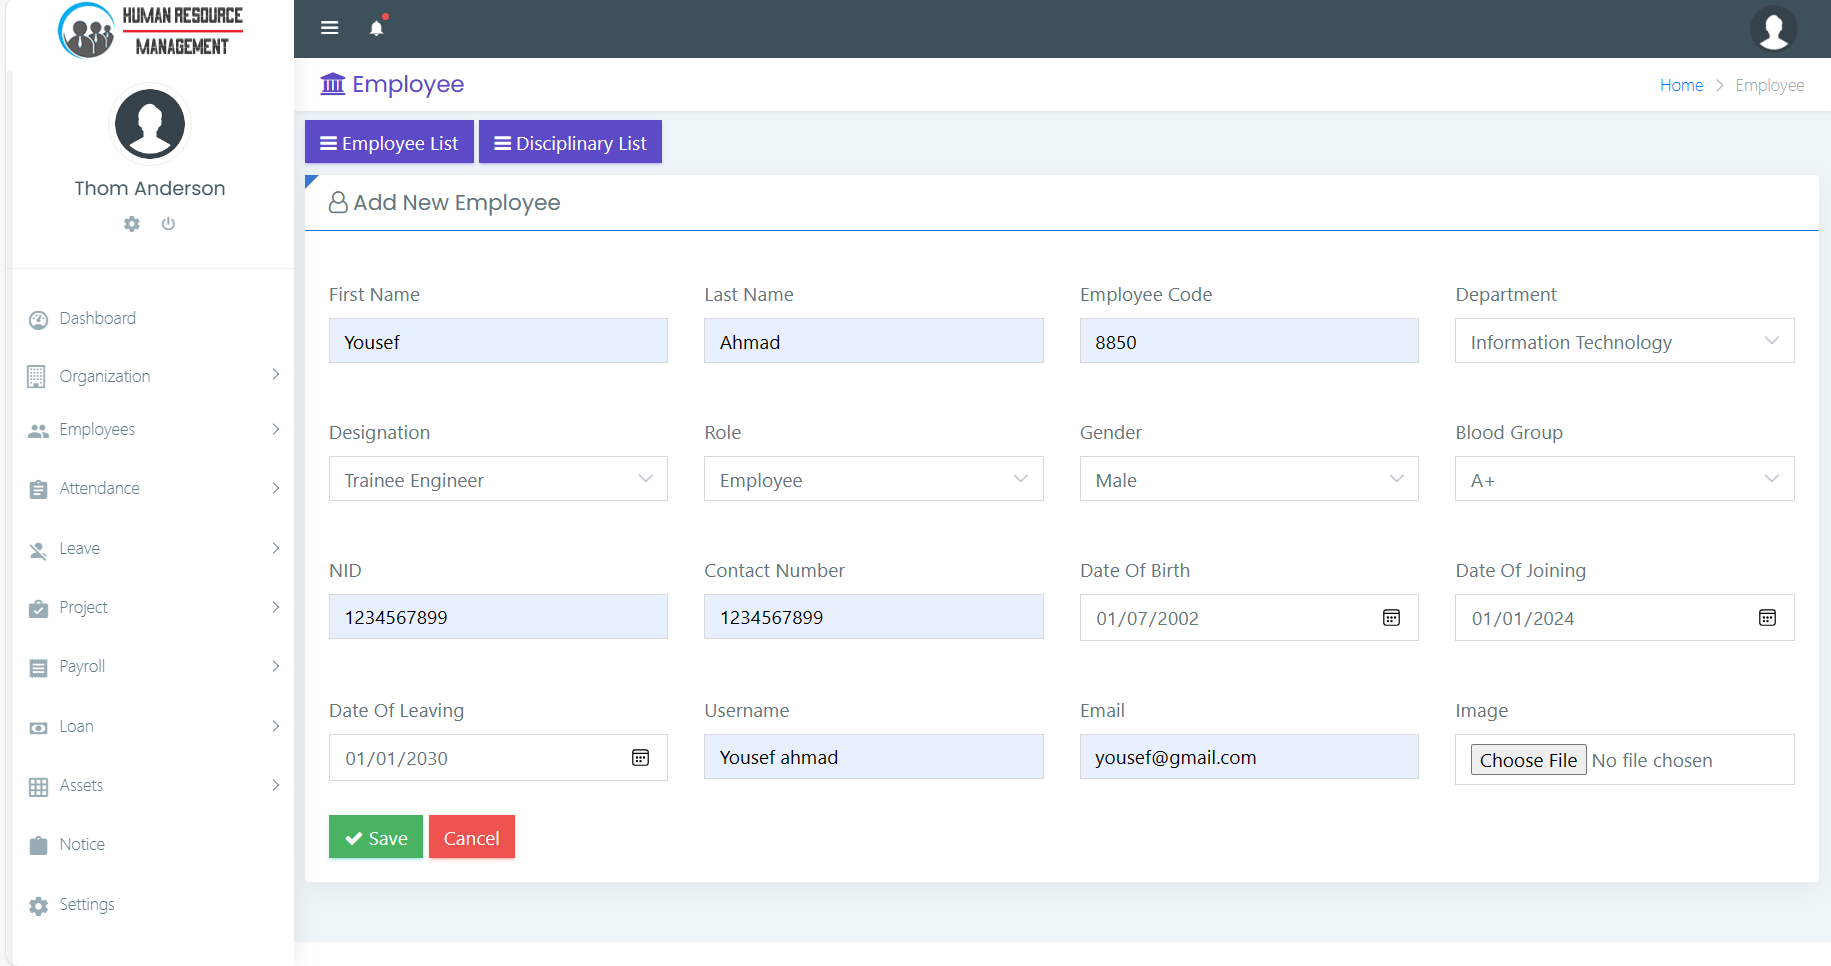 HUMAN RESOURCE
MANAGEMENT
Thom Anderson
Dashboard
Organization
Employees
Attendance
Leave
Project
Payroll
Loan
Assets
Notice
Settings
Employee
Home > Employee
Employee List
Disciplinary List
Add New Employee
First Name
Last Name
Employee Code
Department
Yousef
Ahmad
8850
Information Technology
Designation
Role
Gender
Blood Group
Trainee Engineer
Employee
Male
A+
NID
Contact Number
Date Of Birth
Date Of Joining
1234567899
1234567899
01/07/2002
01/01/2024
Date Of Leaving
Username
Email
Image
01/01/2030
Yousef ahmad
yousef@gmail.com
Choose File No file chosen
Save
Cancel